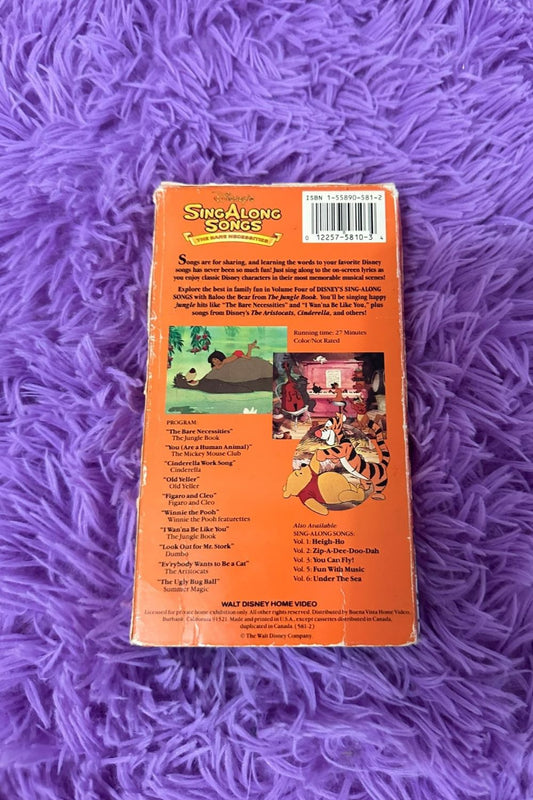 Disney's
SING ALONG
SONGS
THE BARE NECESSITIES
ISBN 1-55890-581-2
0 12257-5810-3 4
Songs are for sharing, and learning the words to your favorite Disney
songs has never been so much fun! Just sing along to the on-screen lyrics as
you enjoy classic Disney characters in their most memorable musical scenes!
Explore the best in family fun in Volume Four of DISNEY'S SING-ALONG
SONGS with Baloo the Bear from The Jungle Book. You'll be singing happy
jungle hits like "The Bare Necessities" and "I Wan'na Be Like You," plus
songs from Disney's The Aristocats, Cinderella, and others!
Running time: 27 Minutes
Color/Not Rated
PROGRAM:
"The Bare Necessities"
The Jungle Book
"You (Are a Human Animal)"
The Mickey Mouse Club
"Cinderella Work Song"
Cinderella
"Old Yeller"
Old Yeller
"Figaro and Cleo"
Figaro and Cleo
"Winnie the Pooh"
Winnie the Pooh featurettes
"I Wan'na Be Like You"
The Jungle Book
"Look Out for Mr. Stork"
Dumbo
"Ev'rybody Wants to Be a Cat"
The Aristocats
"The Ugly Bug Ball"
Summer Magic
Also Available
SING-ALONG SONGS:
Vol. 1: Heigh-Ho
Vol. 2: Zip-A-Dee-Doo-Dah
Vol. 3: You Can Fly!
Vol. 5: Fun With Music
Vol. 6: Under The Sea
WALT DISNEY HOME VIDEO
Licensed for private home exhibition only. All other rights reserved. Distributed by Buena Vista Home Video,
Burbank, California 91521. Made and printed in U.S.A., except cassettes distributed in Canada,
duplicated in Canada. (581-2)
© The Walt Disney Company.